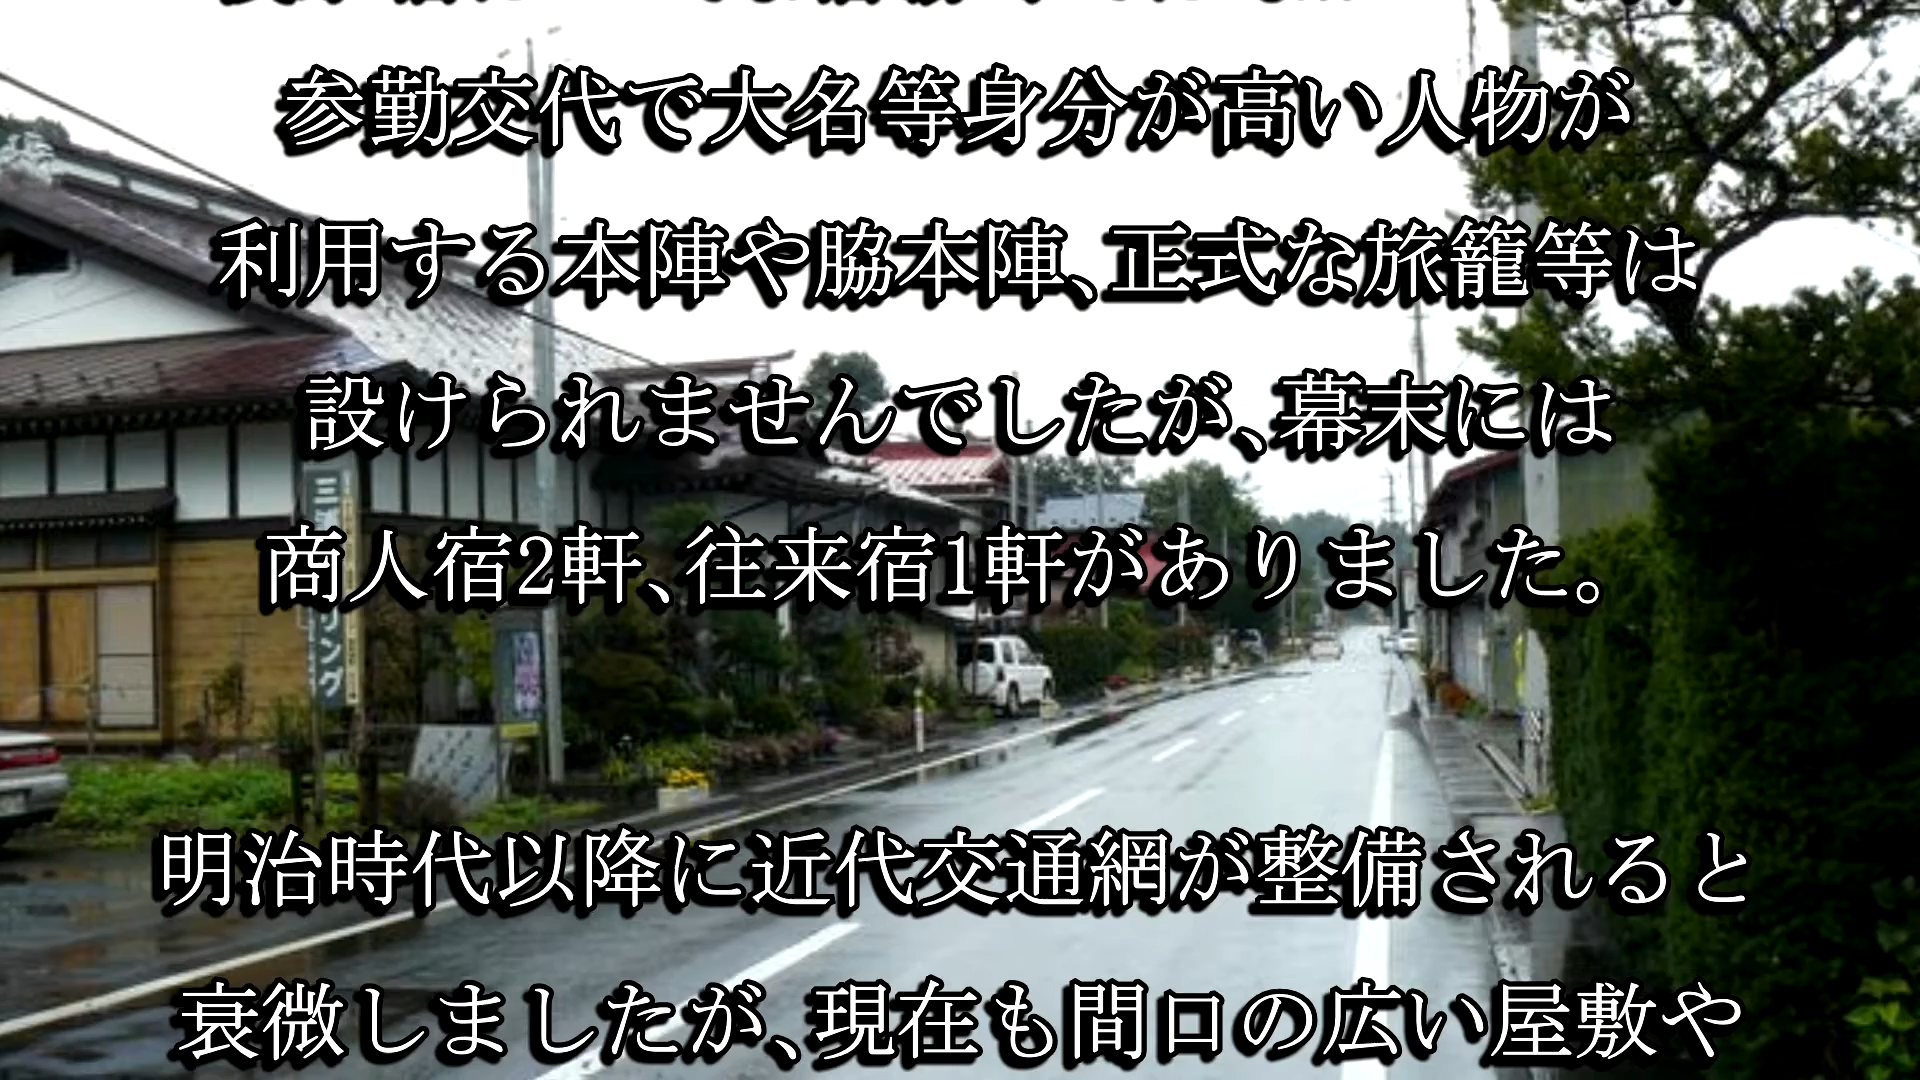 参勤交代で大名等身分が高い人物が
利用する本陣や脇本陣、正式な旅籠等は
設けられませんでしたが、幕末には
商人宿2軒、往来宿1軒がありました。
明治時代以降に近代交通網が整備されると
衰微しましたが、現在も間口の広い屋敷や